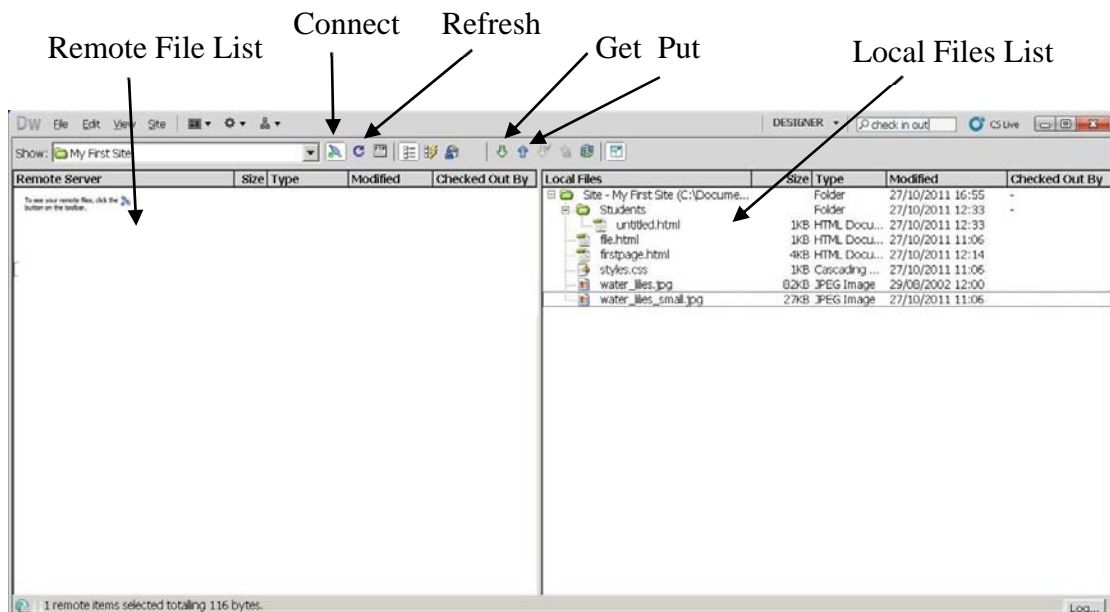 Connect Refresh
Remote File List Get Put Local Files List
DW File Edit View Site DESIGNER check in out CS Live
Show: My First Site
Remote Server Size Type Modified Checked Out By Local Files Size Type Modified Checked Out By
To see your remote files, click the Site - My First Site (C:\Docume... Folder 27/10/2011 16:55 -
button on the toolbar. Students Folder 27/10/2011 12:33 -
untitled.html 1KB HTML Docu... 27/10/2011 12:33
file.html 1KB HTML Docu... 27/10/2011 11:06
firstpage.html 4KB HTML Docu... 27/10/2011 12:14
styles.css 1KB Cascading ... 27/10/2011 11:06
water_lilies.jpg 82KB JPEG Image 29/08/2002 12:00
water_lilies_small.jpg 27KB JPEG Image 27/10/2011 11:06
1 remote items selected totalling 116 bytes. Log...